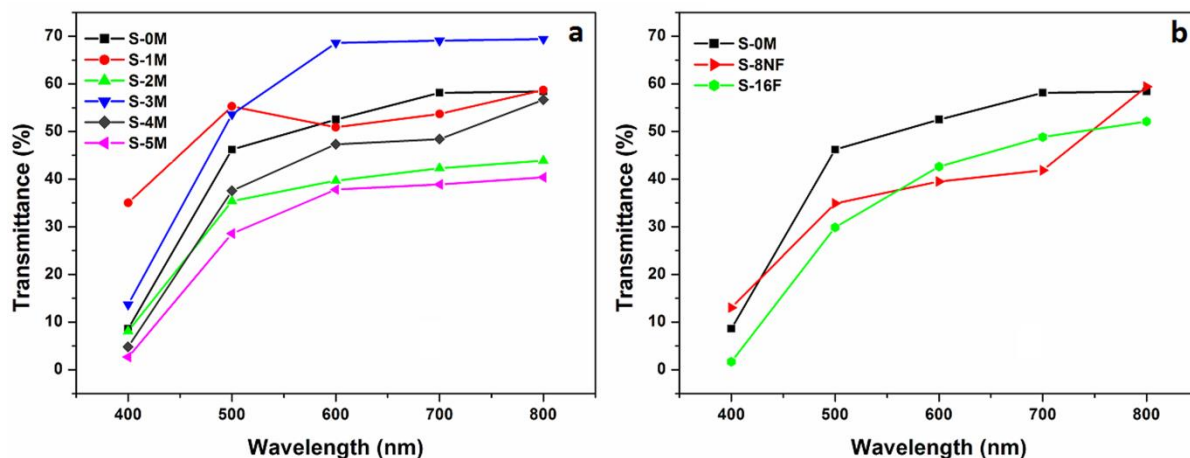 a
S-0M
S-1M
S-2M
S-3M
S-4M
S-5M
Transmittance (%)
70
60
50
40
30
20
10
0
400 500 600 700 800
Wavelength (nm)
b
S-0M
S-8NF
S-16F
Transmittance (%)
70
60
50
40
30
20
10
0
400 500 600 700 800
Wavelength (nm)